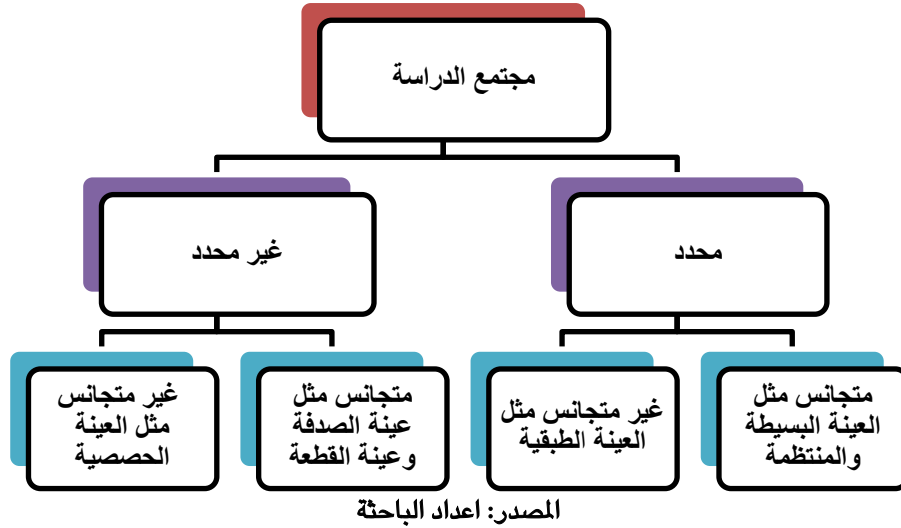 مجتمع الدراسة
محدد
غير محدد
متجانس مثل
العينة البسيطة
والمنتظمة
غير متجانس مثل
العينة الطبقية
متجانس مثل
عينة الصدفة
وعينة القطعة
غير متجانس
مثل العينة
الحصصية
المصدر: اعداد الباحثة